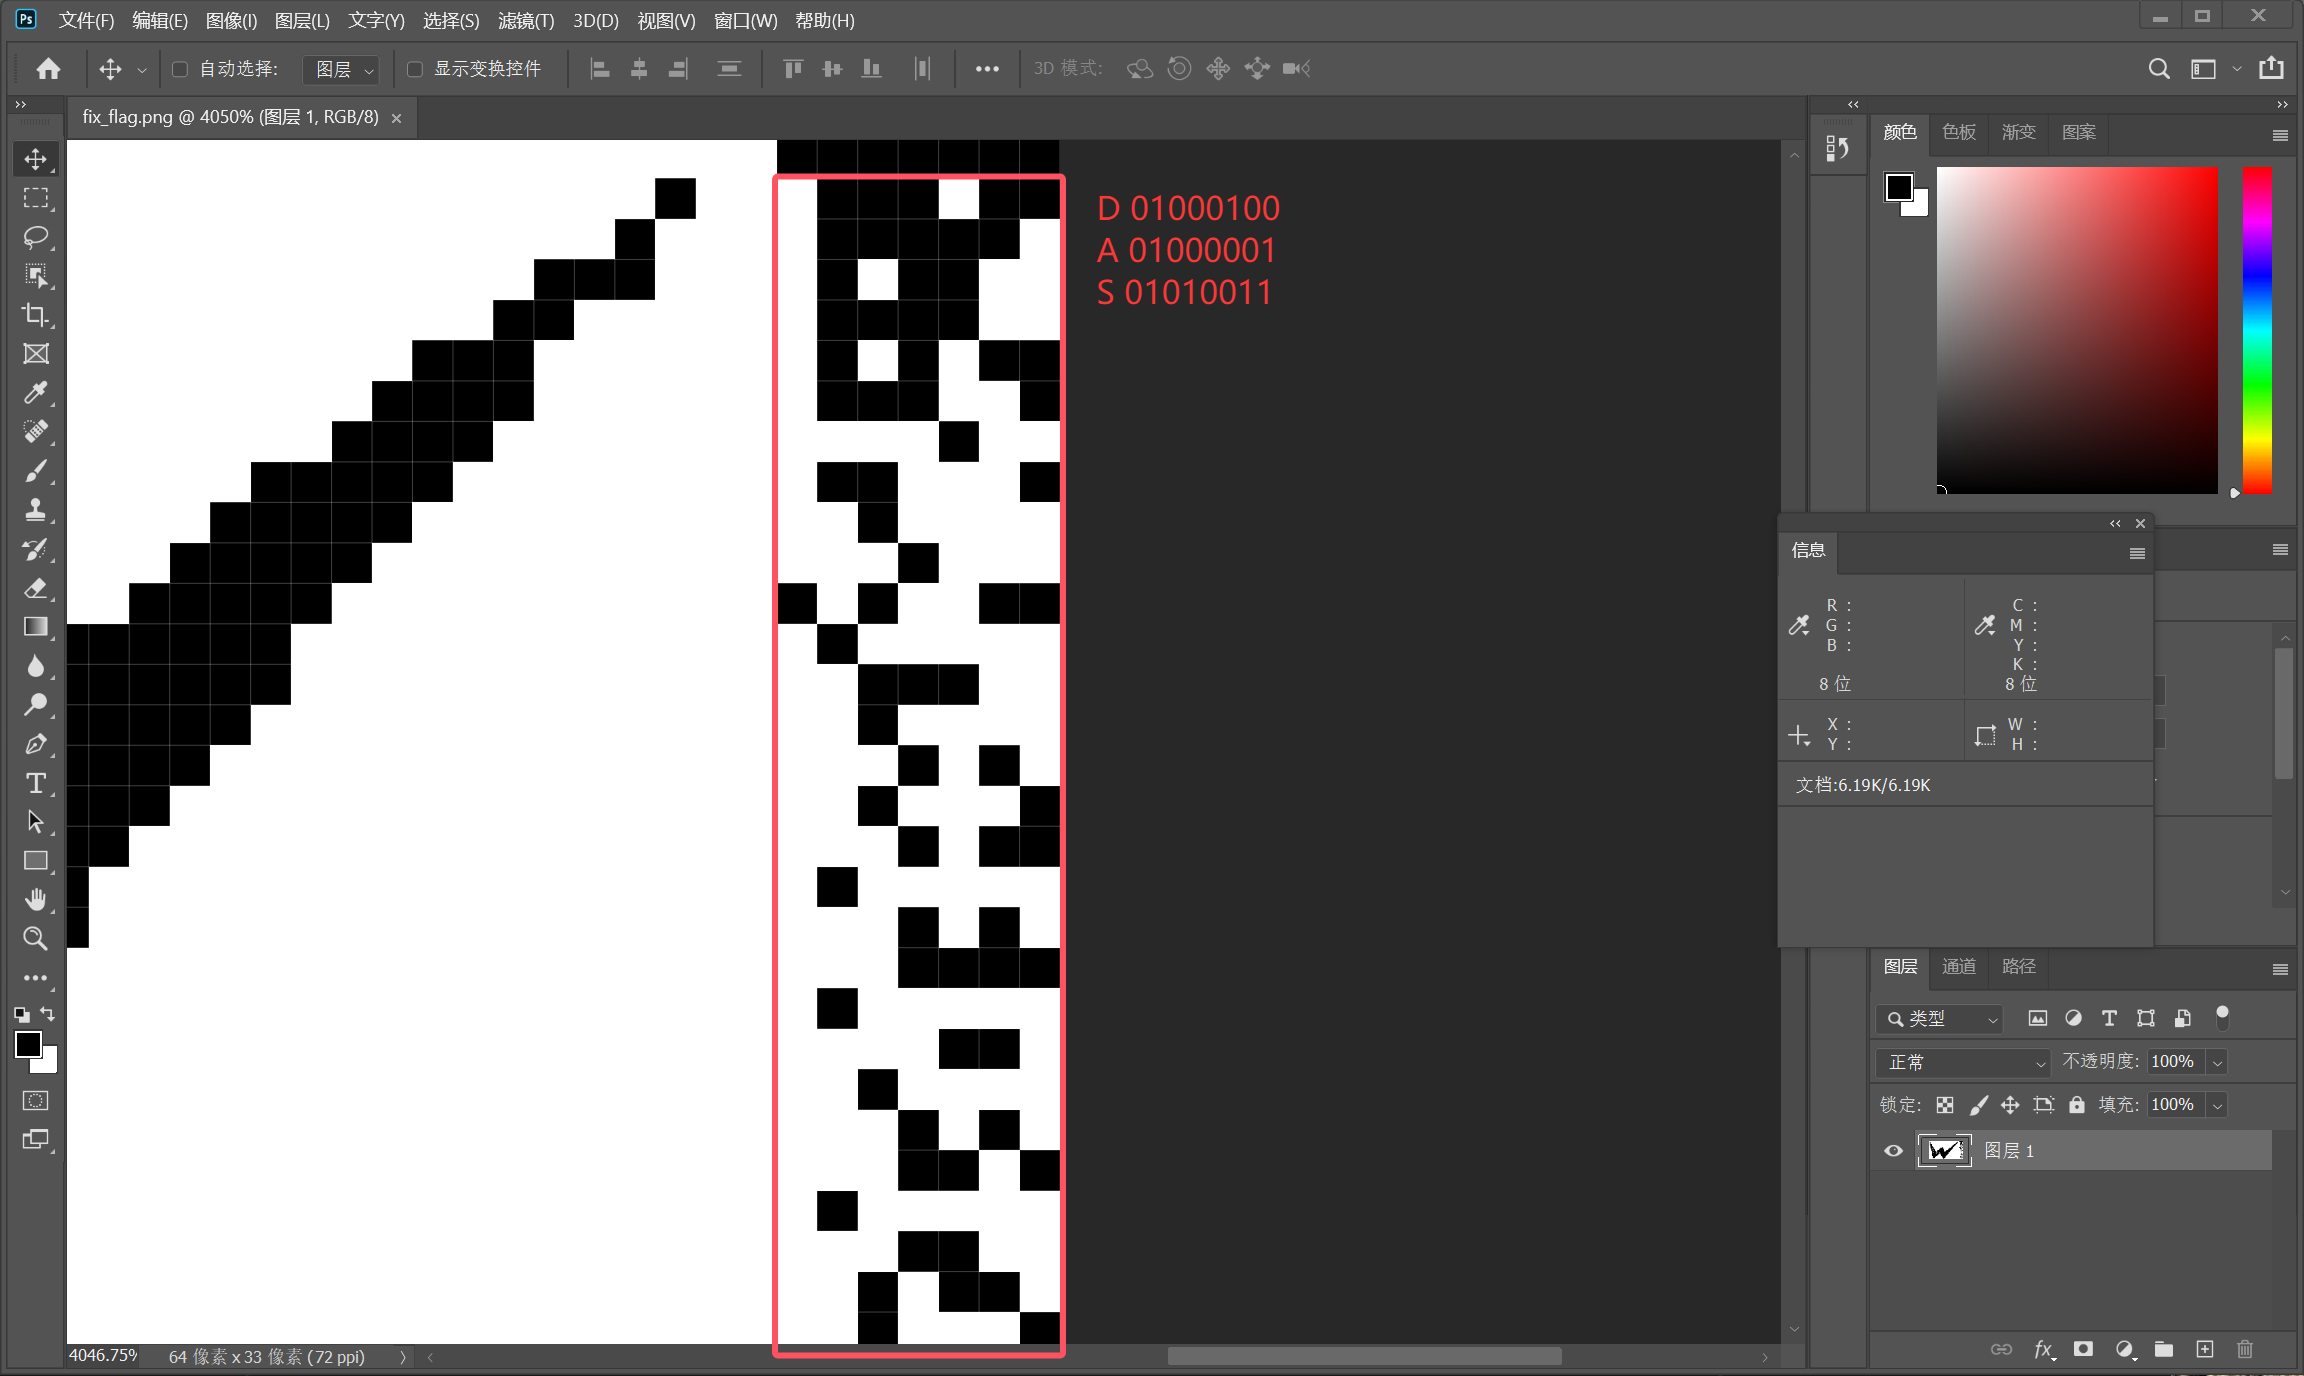 Ps 文件(F) 编辑(E) 图像(I) 图层(L) 文字(Y) 选择(S) 滤镜(T) 3D(D) 视图(V) 窗口(W) 帮助(H)
自动选择: 图层 显示变换控件 3D 模式:
fix_flag.png @ 4050% (图层 1, RGB/8)
颜色 色板 渐变 图案
D 01000100
A 01000001
S 01010011
信息
R : C :
G : M :
B : Y :
K :
8 位 8 位
X : W :
Y : H :
文档:6.19K/6.19K
图层 通道 路径
类型
正常 不透明度: 100%
锁定: 填充: 100%
图层 1
fx
4046.75% 64 像素 x 33 像素 (72 ppi)